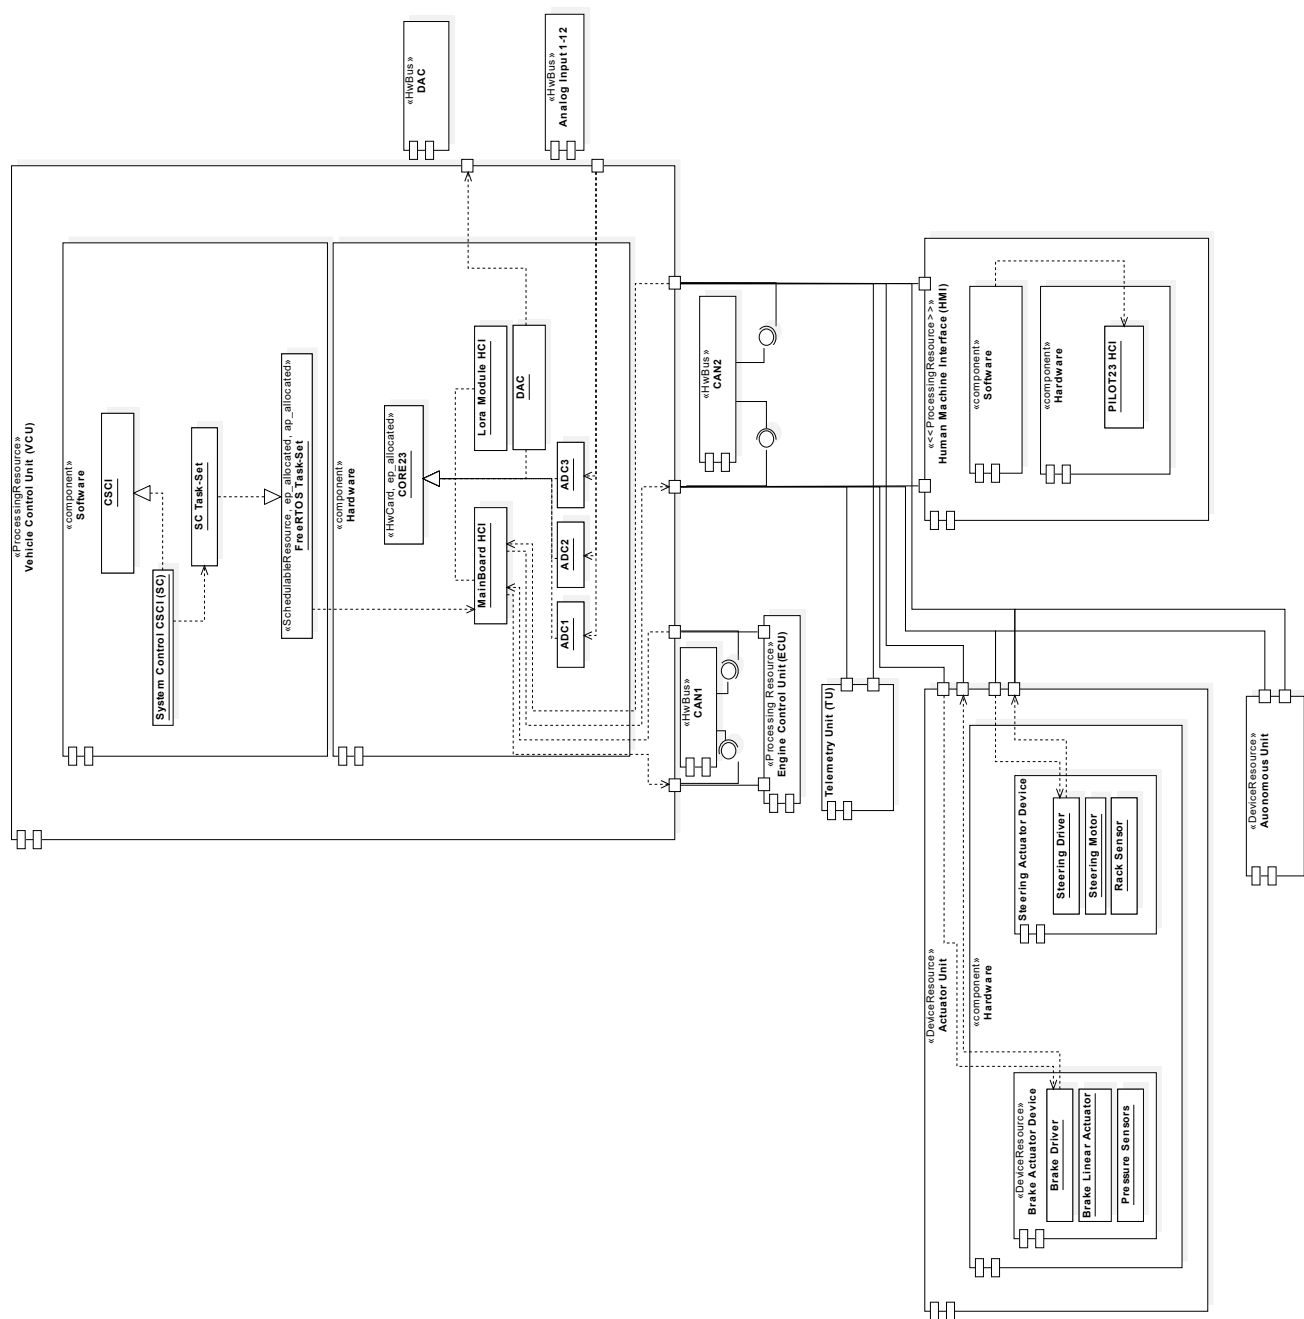 «HwBus»
DAC
«HwBus»
Analog Input 1-12
«ProcessingResource»
Vehicle Control Unit (VCU)
«component»
Software
CSCI
System Control CSCI (SC)
SC Task-Set
«SchedulableResource, ep_allocated, ap_allocated»
FreeRTOS Task-Set
«component»
Hardware
«HwCard, ep_allocated»
CORE23
MainBoard HCI
Lora Module HCI
DAC
ADC1
ADC2
ADC3
«HwBus»
CAN1
«HwBus»
CAN2
«Processing Resource»
Engine Control Unit (ECU)
Telemetry Unit (TU)
<<ProcessingResource>>
Human Machine Interface (HMI)
«component»
Software
«component»
Hardware
PILOT23 HCI
«DeviceResource»
Actuator Unit
«component»
Hardware
Steering Actuator Device
Steering Driver
Steering Motor
Rack Sensor
«DeviceResource»
Brake Actuator Device
Brake Driver
Brake Linear Actuator
Pressure Sensors
«DeviceResource»
Auonomous Unit